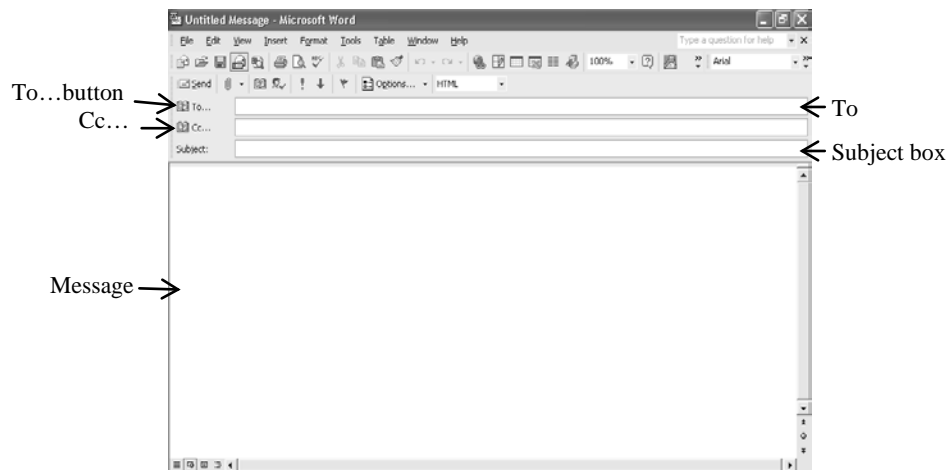 Untitled Message - Microsoft Word
File Edit View Insert Format Tools Table Window Help
Type a question for help
100%
Arial
Send
Options...
HTML
To...button
To...
To
Cc…
Cc...
Subject:
Subject box
Message